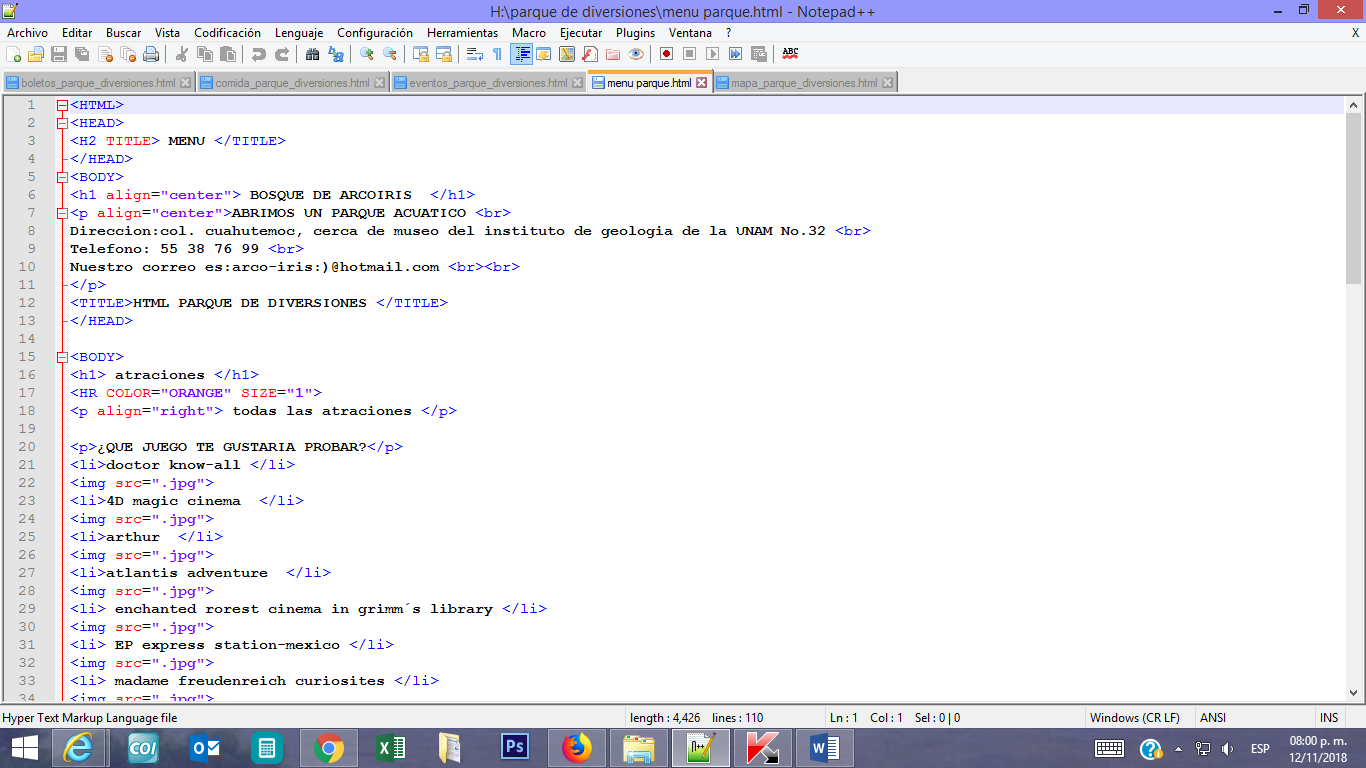 H:\parque de diversiones\menu parque.html - Notepad++
Archivo Editar Buscar Vista Codificación Lenguaje Configuración Herramientas Macro Ejecutar Plugins Ventana ? X
ABC
boletos_parque_diversiones.html comida_parque_diversiones.html eventos_parque_diversiones.html menu parque.html mapa_parque_diversiones.html
1 <HTML>
2 <HEAD>
3 <H2 TITLE> MENU </TITLE>
4 </HEAD>
5 <BODY>
6 <h1 align="center"> BOSQUE DE ARCOIRIS  </h1>
7 <p align="center">ABRIMOS UN PARQUE ACUATICO <br>
8 Direccion:col. cuahutemoc, cerca de museo del instituto de geologia de la UNAM No.32 <br>
9 Telefono: 55 38 76 99 <br>
10 Nuestro correo es:arco-iris:)@hotmail.com <br><br>
11 </p>
12 <TITLE>HTML PARQUE DE DIVERSIONES </TITLE>
13 </HEAD>
14
15 <BODY>
16 <h1> atraciones </h1>
17 <HR COLOR="ORANGE" SIZE="1">
18 <p align="right"> todas las atraciones </p>
19
20 <p>¿QUE JUEGO TE GUSTARIA PROBAR?</p>
21 <li>doctor know-all </li>
22 <img src=".jpg">
23 <li>4D magic cinema  </li>
24 <img src=".jpg">
25 <li>arthur  </li>
26 <img src=".jpg">
27 <li>atlantis adventure  </li>
28 <img src=".jpg">
29 <li> enchanted rorest cinema in grimm´s library </li>
30 <img src=".jpg">
31 <li> EP express station-mexico </li>
32 <img src=".jpg">
33 <li> madame freudenreich curiosites </li>
34 <img src=".jpg">
Hyper Text Markup Language file length : 4,426 lines : 110 Ln : 1 Col : 1 Sel : 0 | 0 Windows (CR LF) ANSI INS
COI Ps ESP 08:00 p. m.
12/11/2018